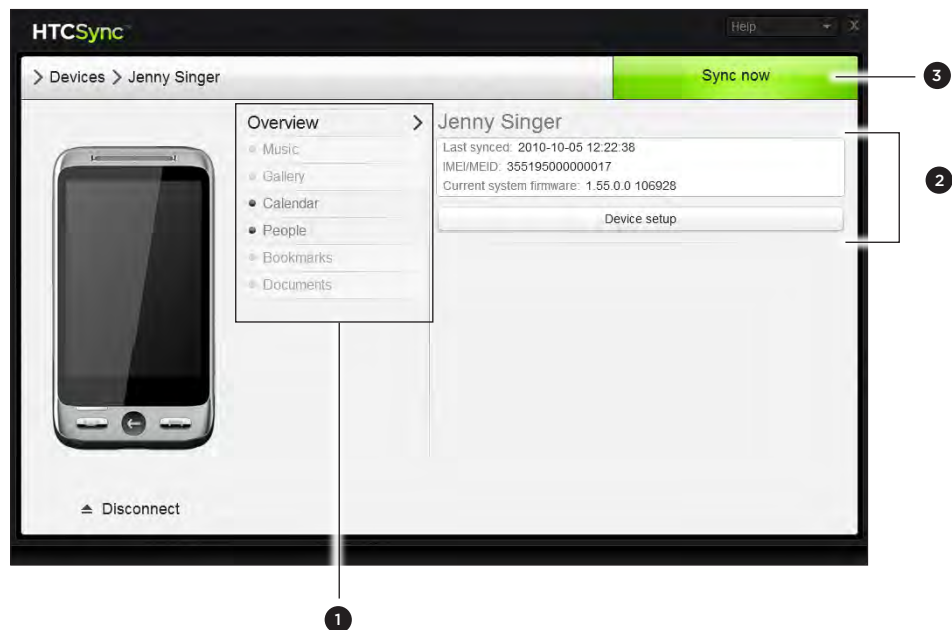 HTCSync™
Help
X
> Devices > Jenny Singer
Sync now
3
Overview >
Music
Gallery
Calendar
People
Bookmarks
Documents
Jenny Singer
Last synced: 2010-10-05 12:22:38
IMEI/MEID: 355195000000017
Current system firmware: 1.55.0.0 106928
Device setup
2
Disconnect
1